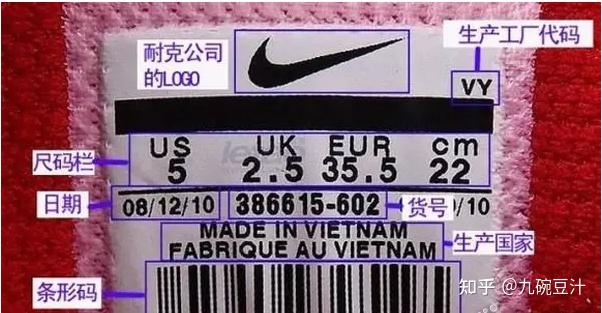 生产工厂代码
耐克公司
的LOGO
VY
尺码栏
US UK EUR cm
5 2.5 35.5 22
日期
08/12/10 386615-602 货号 /10
MADE IN VIETNAM
FABRIQUE AU VIETNAM
生产国家
条形码
知乎 @九碗豆汁